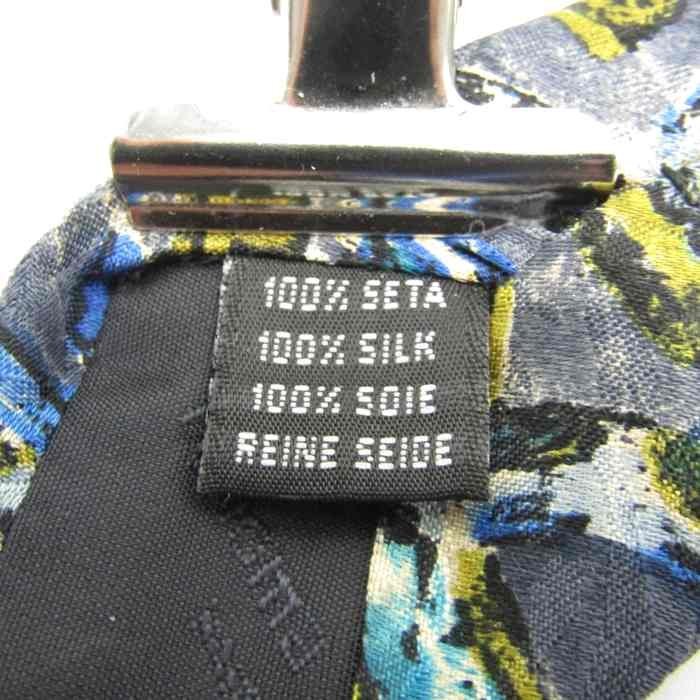 100% SETA
100% SILK
100% SOIE
REINE SEIDE